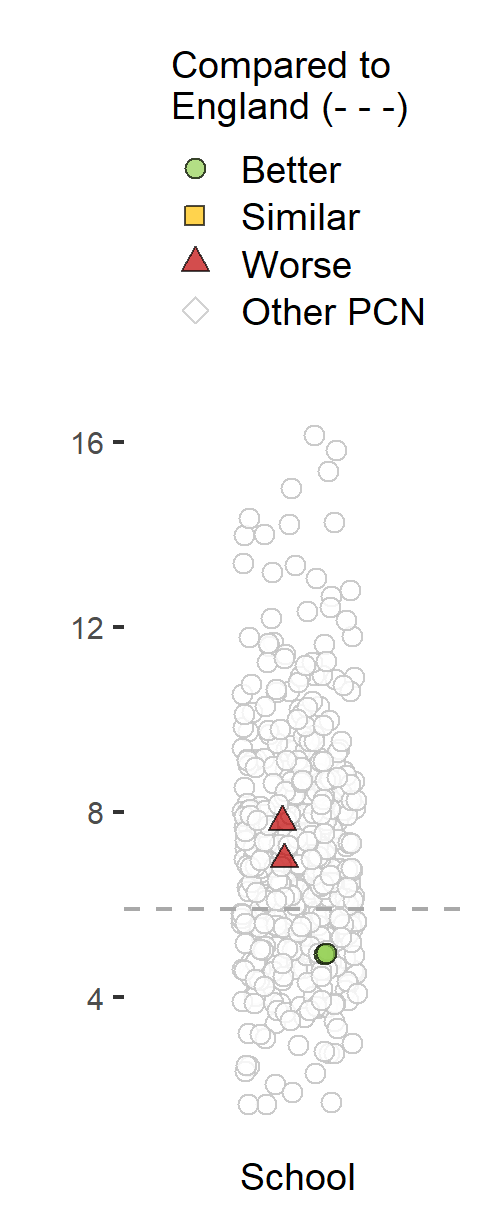 Compared to
England (- - -)
Better
Similar
Worse
Other PCN
16
12
8
4
School